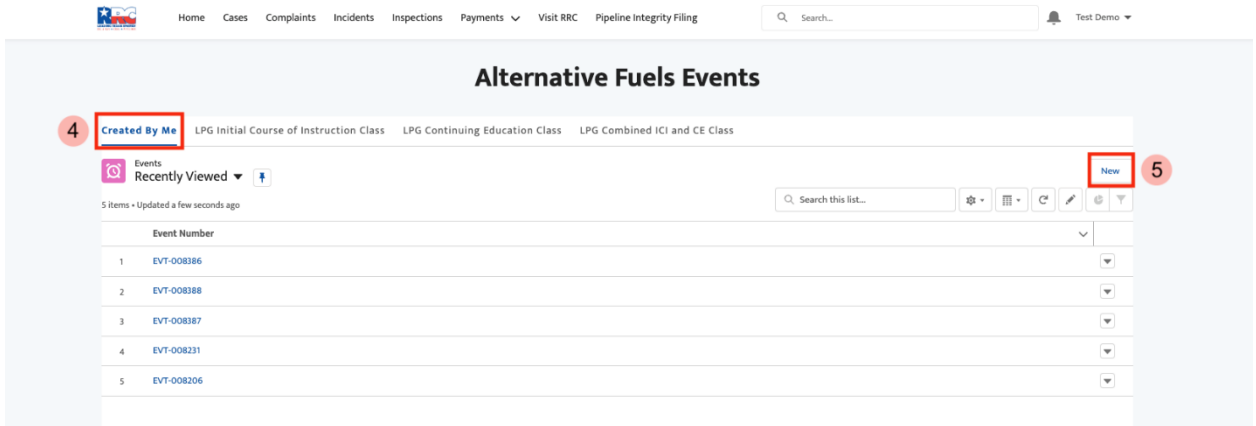 RRC
Home Cases Complaints Incidents Inspections Payments Visit RRC Pipeline Integrity Filing Search... Test Demo
Alternative Fuels Events
4 Created By Me LPG Initial Course of Instruction Class LPG Continuing Education Class LPG Combined ICI and CE Class
Events
Recently Viewed
New 5
5 items • Updated a few seconds ago
Search this list...
Event Number
1 EVT-008386
2 EVT-008388
3 EVT-008387
4 EVT-008231
5 EVT-008206